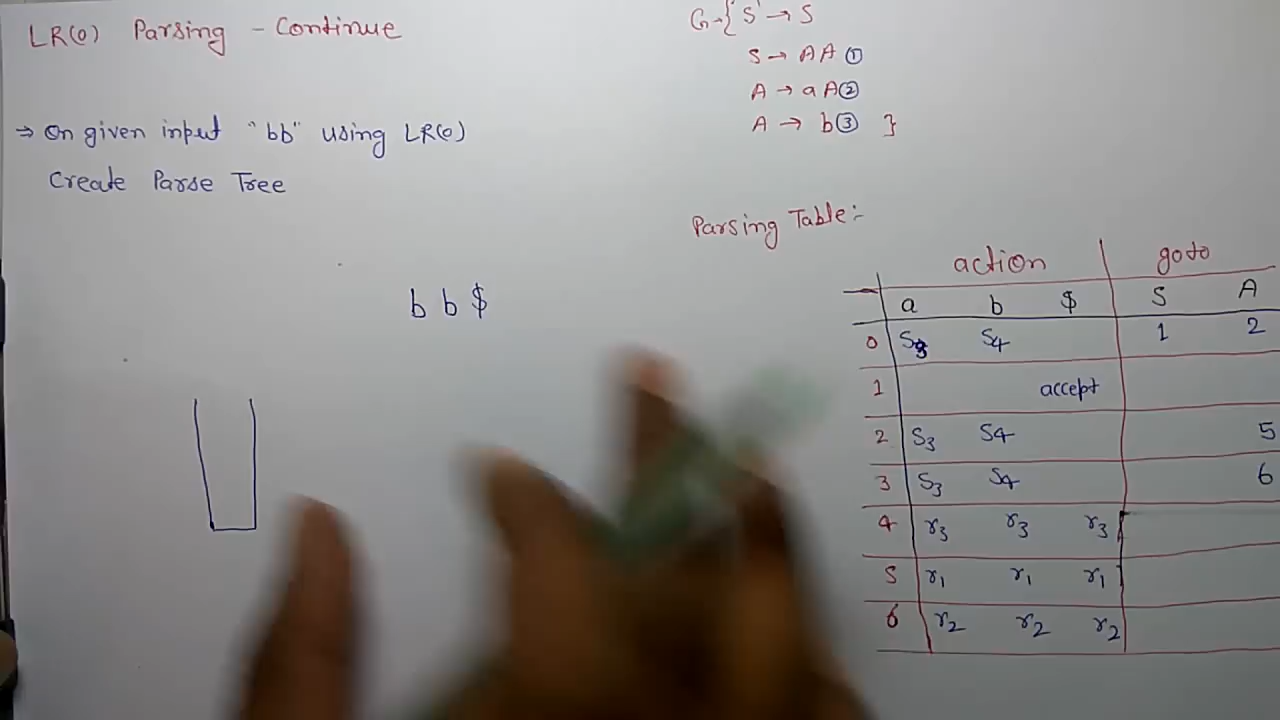 LR(0) Parsing - Continue
⇒ On given input "bb" using LR(0)
Create Parse Tree
b b $
G→{ S' → S
S → A A ①
A → a A ②
A → b ③ }
Parsing Table:-
action goto
a b $ S A
0 S3 S4 1 2
1 accept
2 S3 S4 5
3 S3 S4 6
4 r3 r3 r3
5 r1 r1 r1
6 r2 r2 r2